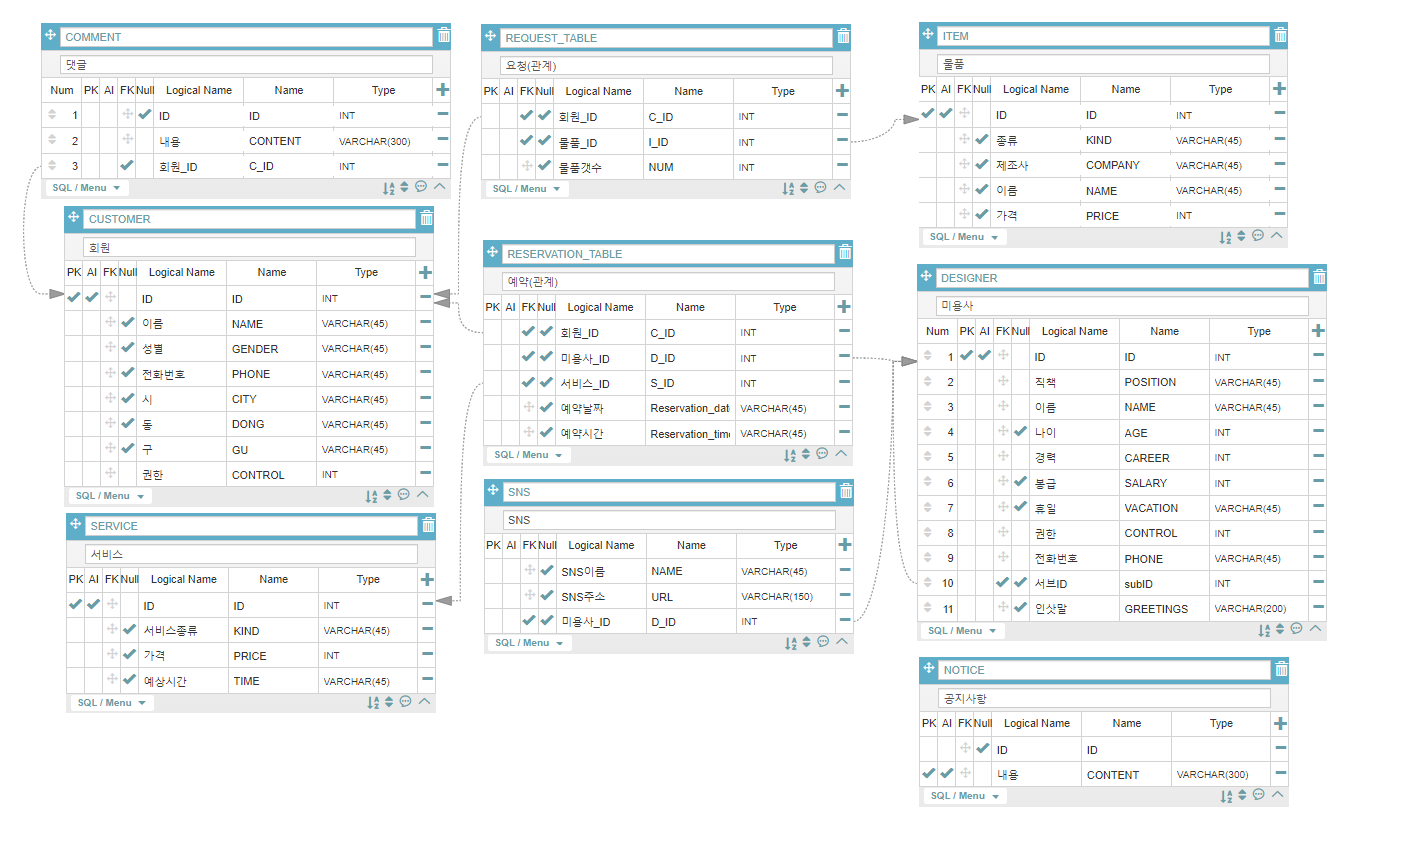 COMMENT
댓글
Num PK AI FK Null Logical Name Name Type
1 ID ID INT
2 내용 CONTENT VARCHAR(300)
3 회원_ID C_ID INT
SQL / Menu
CUSTOMER
회원
PK AI FK Null Logical Name Name Type
ID ID INT
이름 NAME VARCHAR(45)
성별 GENDER VARCHAR(45)
전화번호 PHONE VARCHAR(45)
시 CITY VARCHAR(45)
동 DONG VARCHAR(45)
구 GU VARCHAR(45)
권한 CONTROL INT
SQL / Menu
SERVICE
서비스
PK AI FK Null Logical Name Name Type
ID ID INT
서비스종류 KIND VARCHAR(45)
가격 PRICE INT
예상시간 TIME VARCHAR(45)
SQL / Menu
REQUEST_TABLE
요청(관계)
PK AI FK Null Logical Name Name Type
회원_ID C_ID INT
물품_ID I_ID INT
물품갯수 NUM INT
SQL / Menu
RESERVATION_TABLE
예약(관계)
PK AI FK Null Logical Name Name Type
회원_ID C_ID INT
미용사_ID D_ID INT
서비스_ID S_ID INT
예약날짜 Reservation_date VARCHAR(45)
예약시간 Reservation_time VARCHAR(45)
SQL / Menu
SNS
SNS
PK AI FK Null Logical Name Name Type
SNS이름 NAME VARCHAR(45)
SNS주소 URL VARCHAR(150)
미용사_ID D_ID INT
SQL / Menu
ITEM
물품
PK AI FK Null Logical Name Name Type
ID ID INT
종류 KIND VARCHAR(45)
제조사 COMPANY VARCHAR(45)
이름 NAME VARCHAR(45)
가격 PRICE INT
SQL / Menu
DESIGNER
미용사
Num PK AI FK Null Logical Name Name Type
1 ID ID INT
2 직책 POSITION VARCHAR(45)
3 이름 NAME VARCHAR(45)
4 나이 AGE INT
5 경력 CAREER INT
6 봉급 SALARY INT
7 휴일 VACATION VARCHAR(45)
8 권한 CONTROL INT
9 전화번호 PHONE VARCHAR(45)
10 서브ID subID INT
11 인삿말 GREETINGS VARCHAR(200)
SQL / Menu
NOTICE
공지사항
PK AI FK Null Logical Name Name Type
ID ID
내용 CONTENT VARCHAR(300)
SQL / Menu